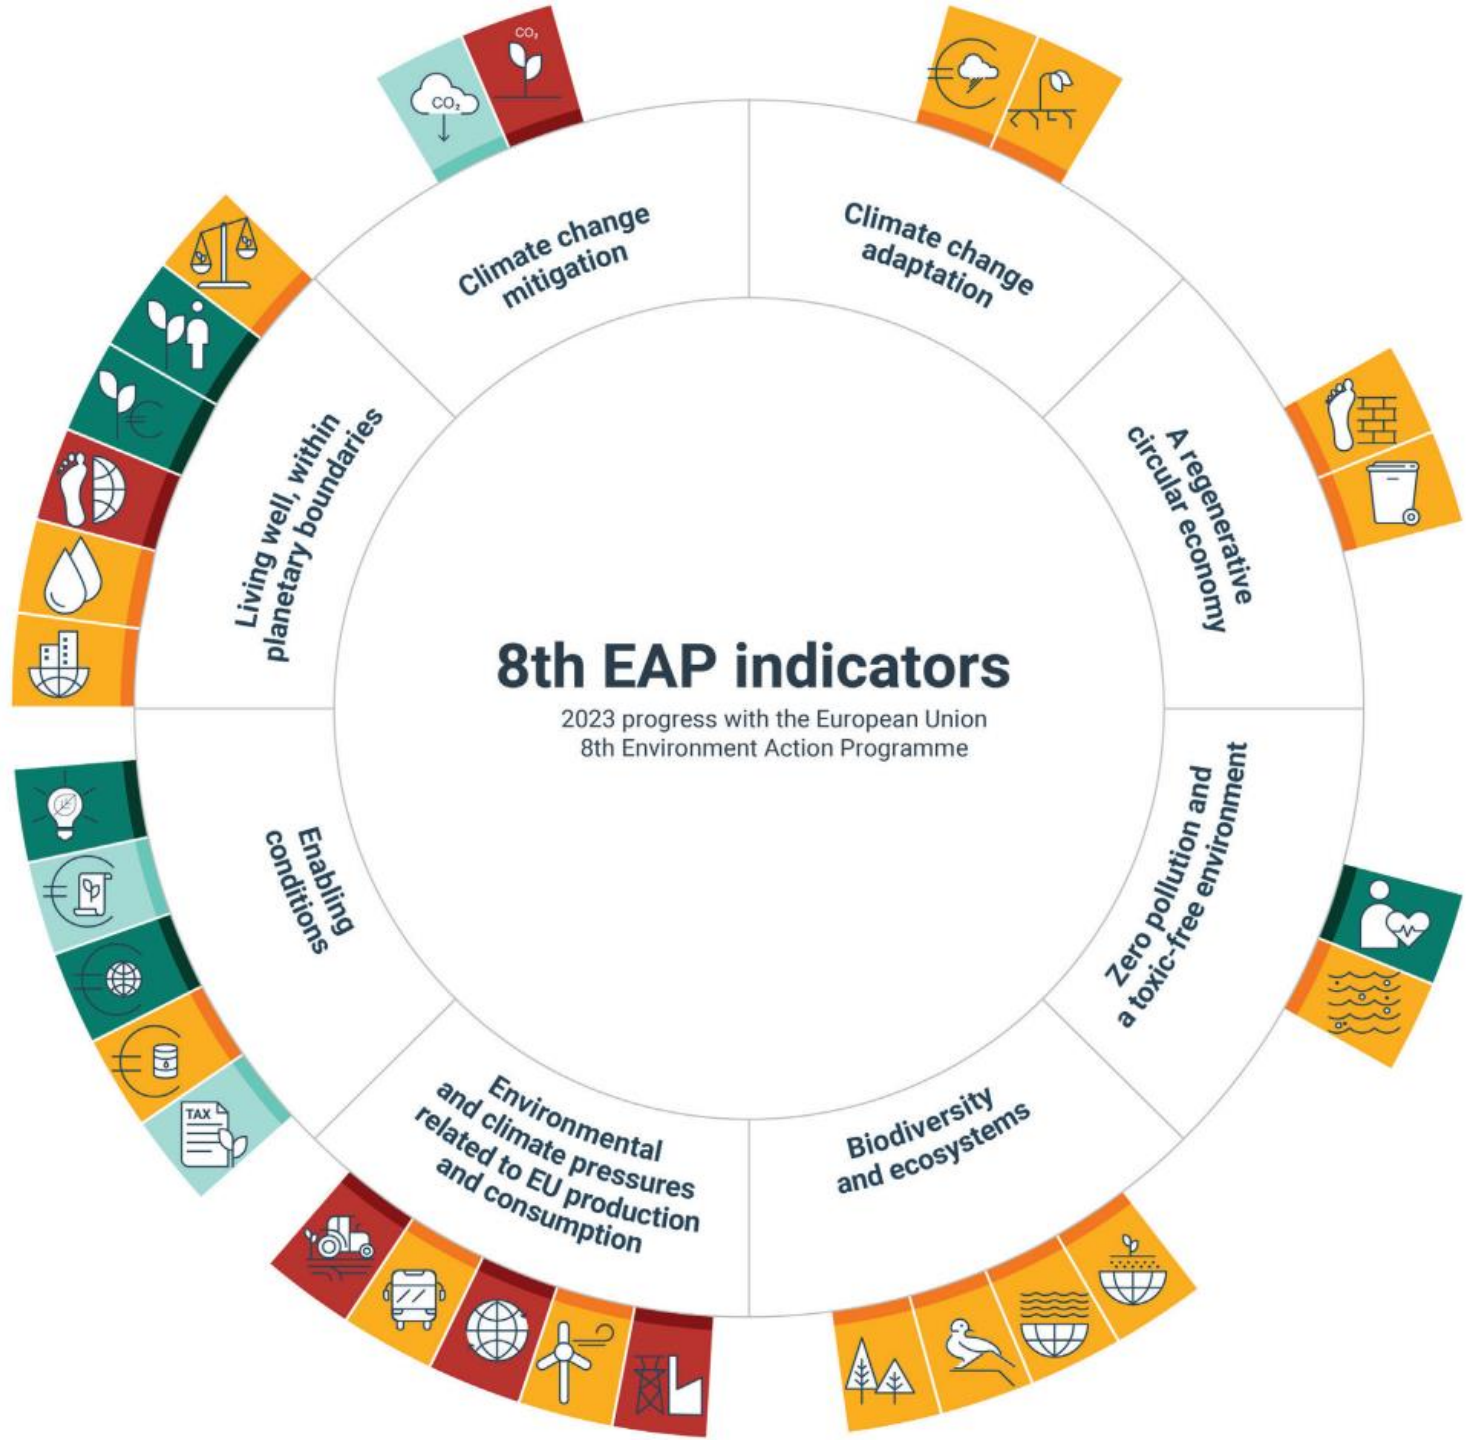 CO₂
CO₂
Climate change
mitigation
Climate change
adaptation
A regenerative
circular economy
Zero pollution and
a toxic-free environment
Biodiversity
and ecosystems
Environmental
and climate pressures
related to EU production
and consumption
Enabling
conditions
TAX
Living well, within
planetary boundaries
8th EAP indicators
2023 progress with the European Union
8th Environment Action Programme